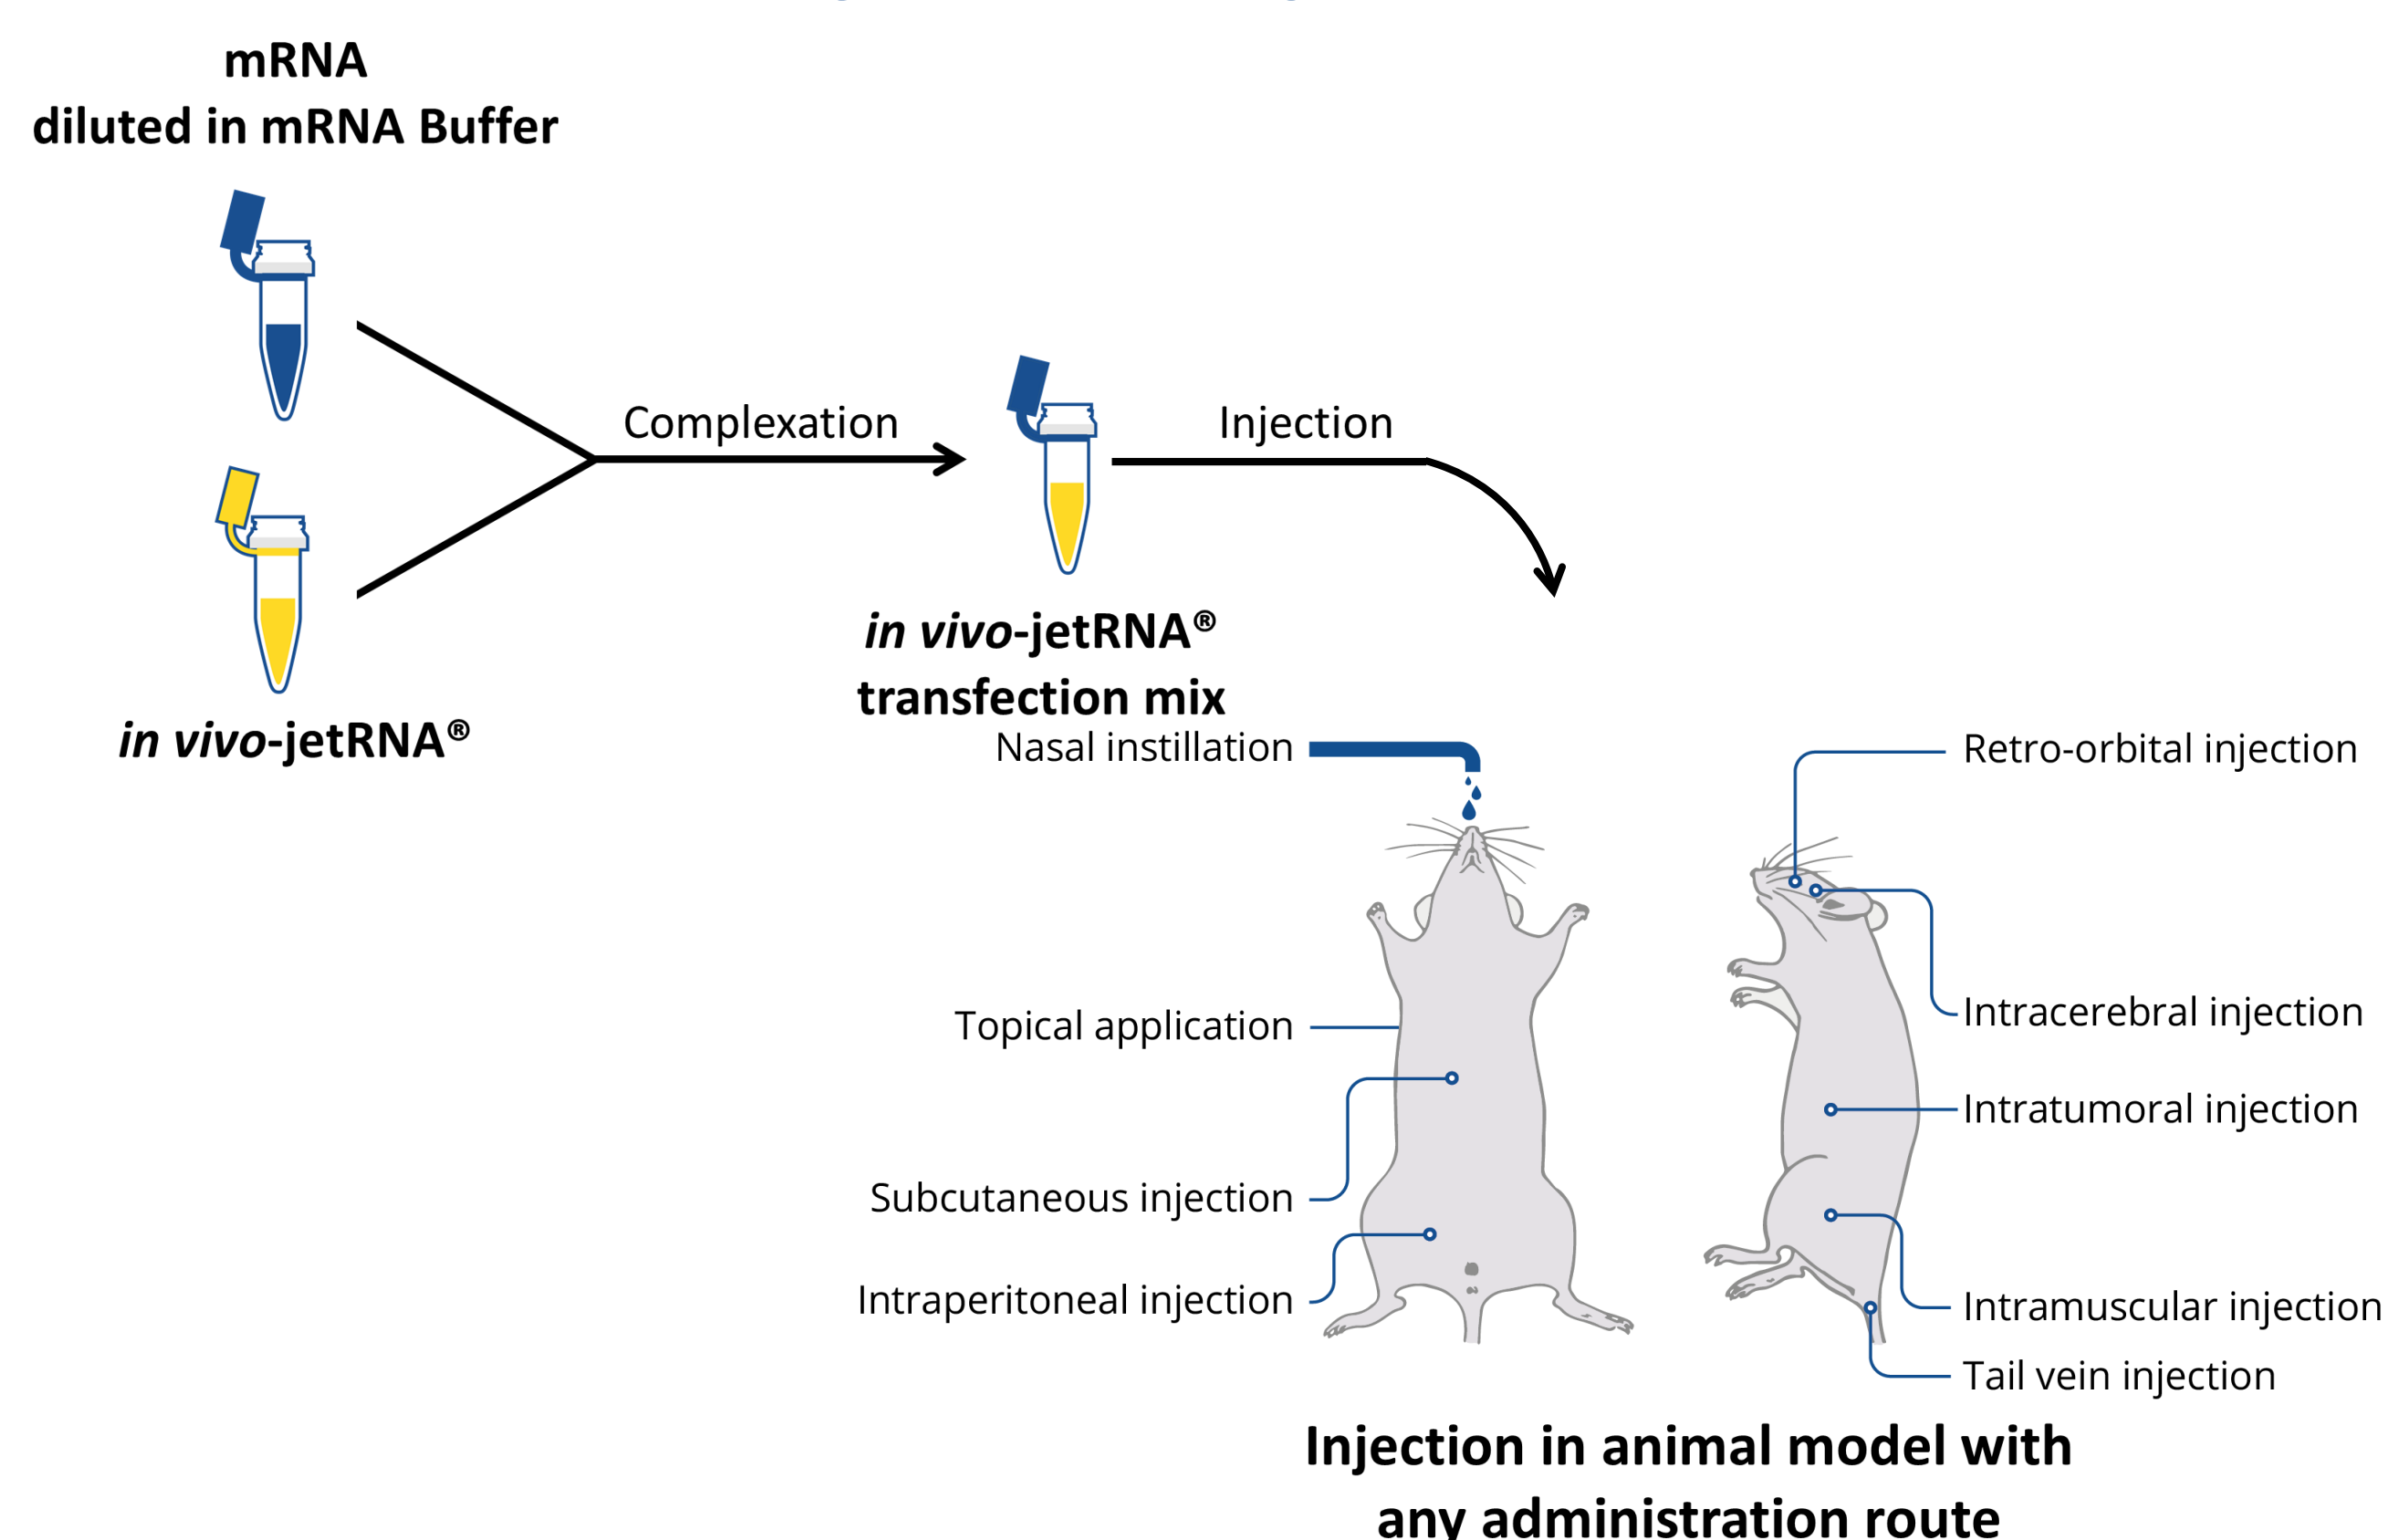 mRNA
diluted in mRNA Buffer
Complexation
Injection
in vivo-jetRNA®
transfection mix
in vivo-jetRNA®
Nasal instillation
Retro-orbital injection
Topical application
Intracerebral injection
Intratumoral injection
Subcutaneous injection
Intraperitoneal injection
Intramuscular injection
Tail vein injection
Injection in animal model with
any administration route